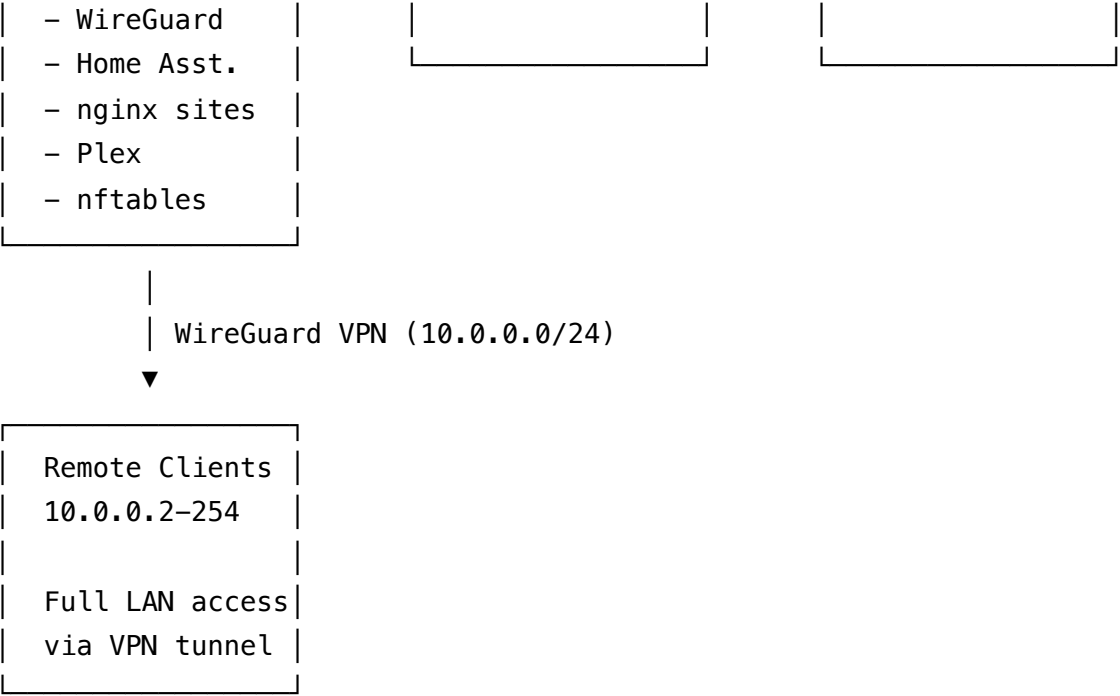 - WireGuard
- Home Asst.
- nginx sites
- Plex
- nftables
WireGuard VPN (10.0.0.0/24)
Remote Clients
10.0.0.2-254
Full LAN access
via VPN tunnel